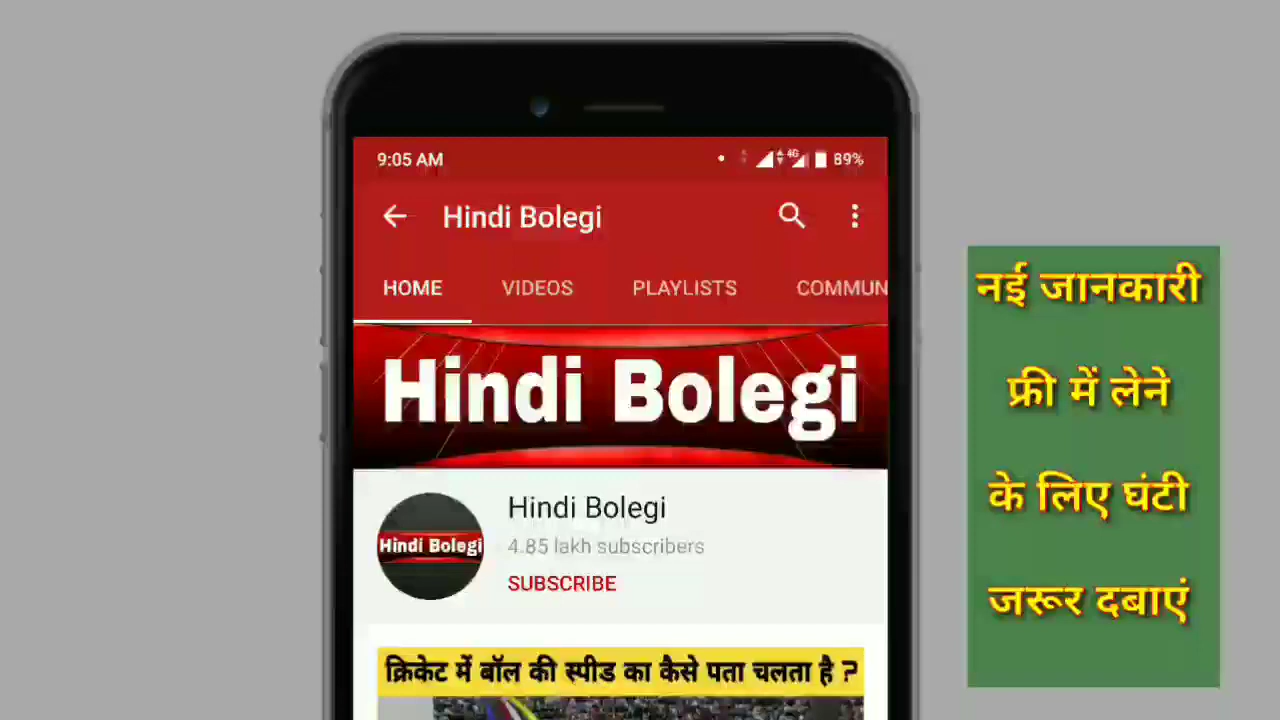 9:05 AM
4G
89%
Hindi Bolegi
HOME VIDEOS PLAYLISTS COMMUN
Hindi Bolegi
Hindi Bolegi
Hindi Bolegi
4.85 lakh subscribers
SUBSCRIBE
क्रिकेट में बॉल की स्पीड का कैसे पता चलता है ?
नई जानकारी
फ्री में लेने
के लिए घंटी
जरूर दबाएं